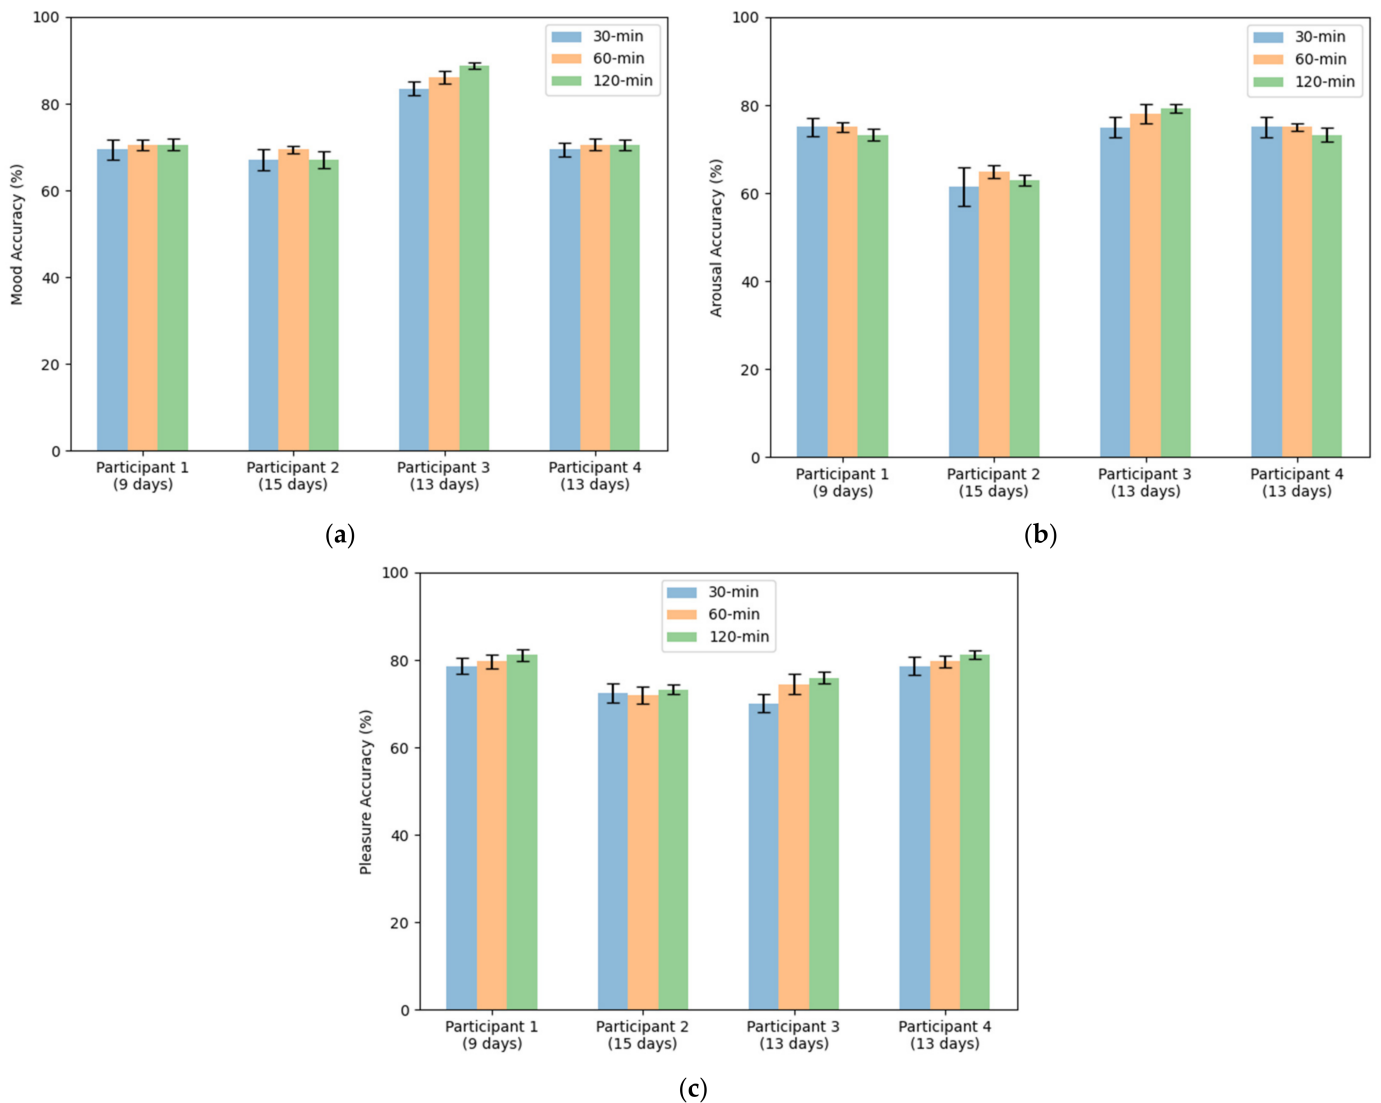 100
80
60
40
20
0
Mood Accuracy (%)
30-min
60-min
120-min
Participant 1
(9 days)
Participant 2
(15 days)
Participant 3
(13 days)
Participant 4
(13 days)
(a)
100
80
60
40
20
0
Arousal Accuracy (%)
30-min
60-min
120-min
Participant 1
(9 days)
Participant 2
(15 days)
Participant 3
(13 days)
Participant 4
(13 days)
(b)
100
80
60
40
20
0
Pleasure Accuracy (%)
30-min
60-min
120-min
Participant 1
(9 days)
Participant 2
(15 days)
Participant 3
(13 days)
Participant 4
(13 days)
(c)